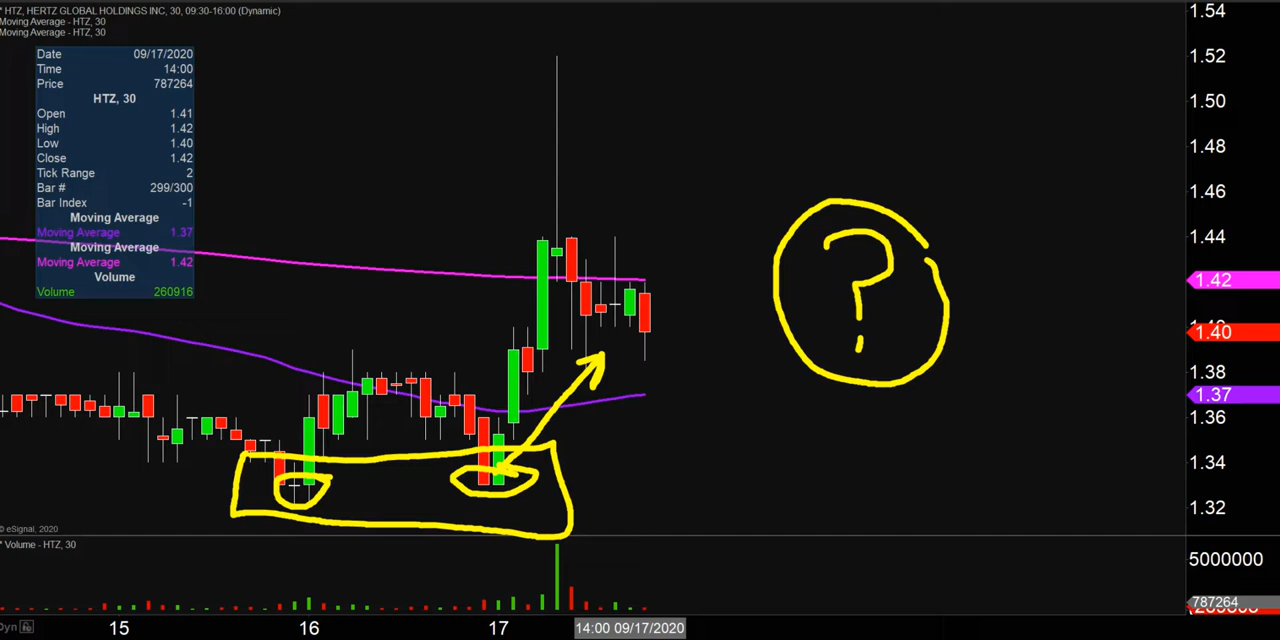 * HTZ, HERTZ GLOBAL HOLDINGS INC, 30, 09:30-16:00 (Dynamic)
Moving Average - HTZ, 30
Moving Average - HTZ, 30
Date 09/17/2020
Time 14:00
Price 787264
HTZ, 30
Open 1.41
High 1.42
Low 1.40
Close 1.42
Tick Range 2
Bar # 299/300
Bar Index -1
Moving Average
Moving Average 1.37
Moving Average
Moving Average 1.42
Volume
Volume 260916
1.54
1.52
1.50
1.48
1.46
1.44
1.42
1.40
1.38
1.37
1.36
1.34
1.32
?
© eSignal, 2020
* Volume - HTZ, 30
5000000
787264
Dyn
15
16
17
14:00 09/17/2020